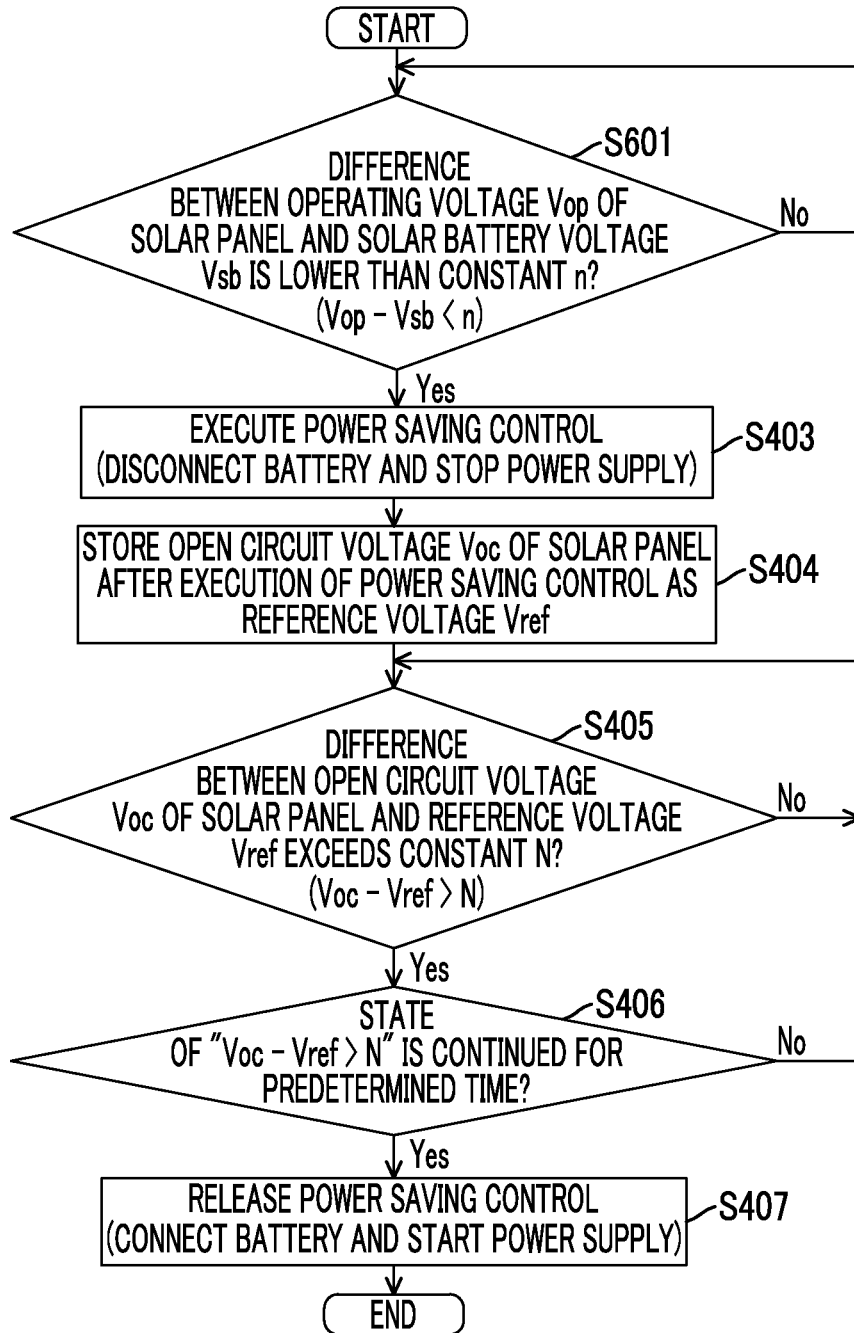 START
S601
DIFFERENCE
BETWEEN OPERATING VOLTAGE Vop OF
SOLAR PANEL AND SOLAR BATTERY VOLTAGE
Vsb IS LOWER THAN CONSTANT n?
(Vop - Vsb < n)
No
Yes
EXECUTE POWER SAVING CONTROL
(DISCONNECT BATTERY AND STOP POWER SUPPLY)
S403
STORE OPEN CIRCUIT VOLTAGE Voc OF SOLAR PANEL
AFTER EXECUTION OF POWER SAVING CONTROL AS
REFERENCE VOLTAGE Vref
S404
S405
DIFFERENCE
BETWEEN OPEN CIRCUIT VOLTAGE
Voc OF SOLAR PANEL AND REFERENCE VOLTAGE
Vref EXCEEDS CONSTANT N?
(Voc - Vref > N)
No
Yes
S406
STATE
OF "Voc - Vref > N" IS CONTINUED FOR
PREDETERMINED TIME?
No
Yes
RELEASE POWER SAVING CONTROL
(CONNECT BATTERY AND START POWER SUPPLY)
S407
END